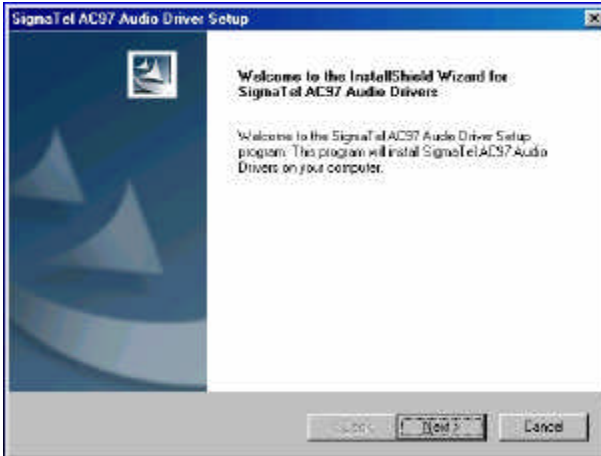 SigmaTel AC97 Audio Driver Setup
Welcome to the InstallShield Wizard for
SigmaTel AC97 Audio Drivers
Welcome to the SigmaTel AC97 Audio Driver Setup
program. This program will install SigmaTel AC97 Audio
Drivers on your computer.
< Back
Next >
Cancel